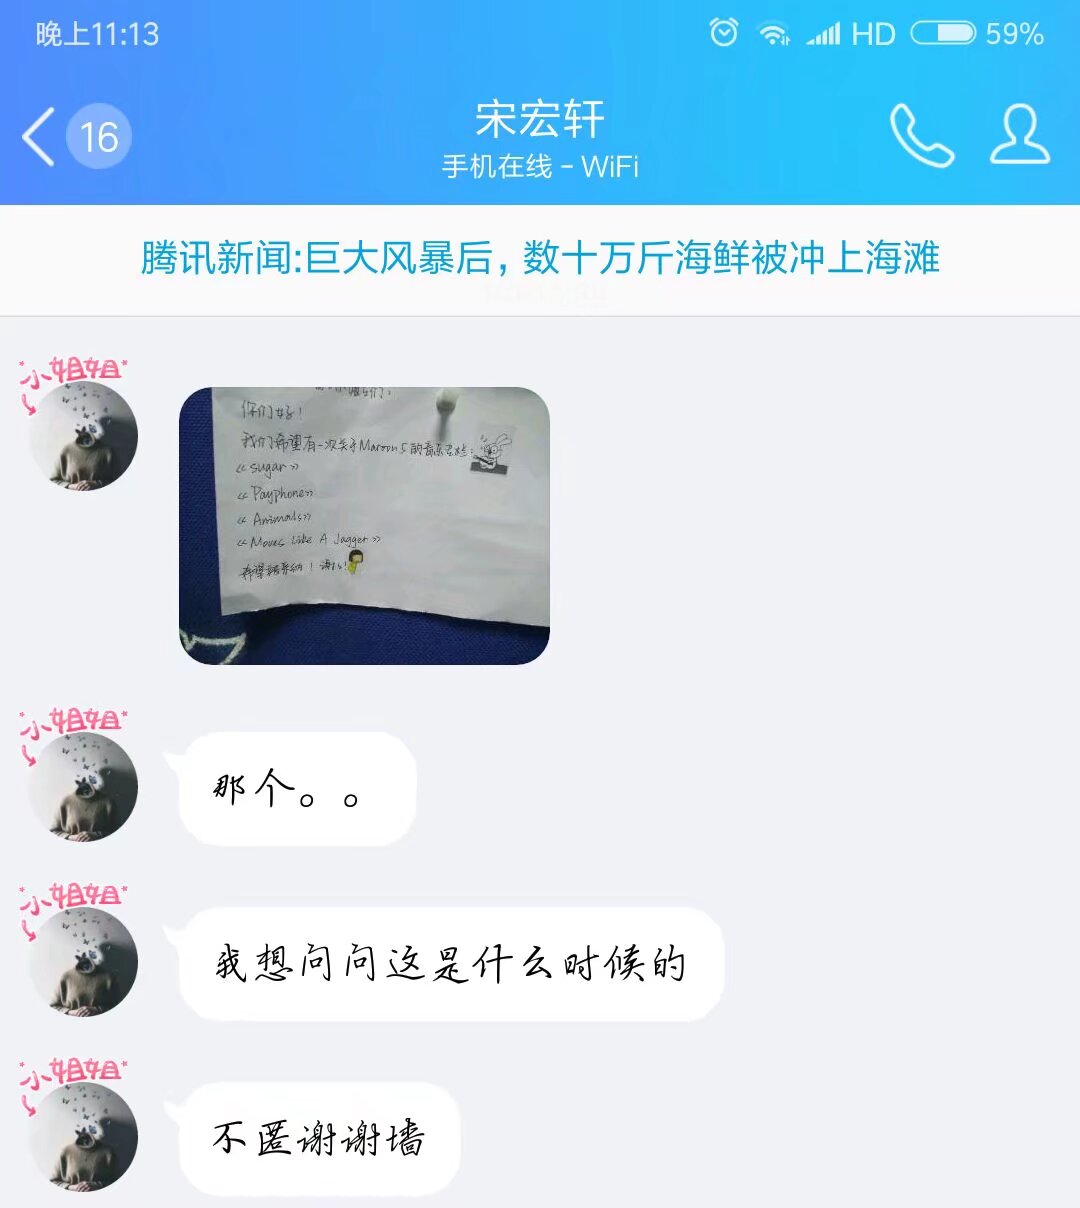 晚上11:13
HD
59%
16
宋宏轩
手机在线 - WiFi
腾讯新闻:巨大风暴后，数十万斤海鲜被冲上海滩
小姐姐
你们好！
我们希望有一次关于Maroon 5的音乐
《sugar》
《Payphone》
《Animals》
《Moves Like A Jagger》
希望能采纳！谢谢！
小姐姐
那个。。
小姐姐
我想问问这是什么时候的
小姐姐
不匿谢谢墙